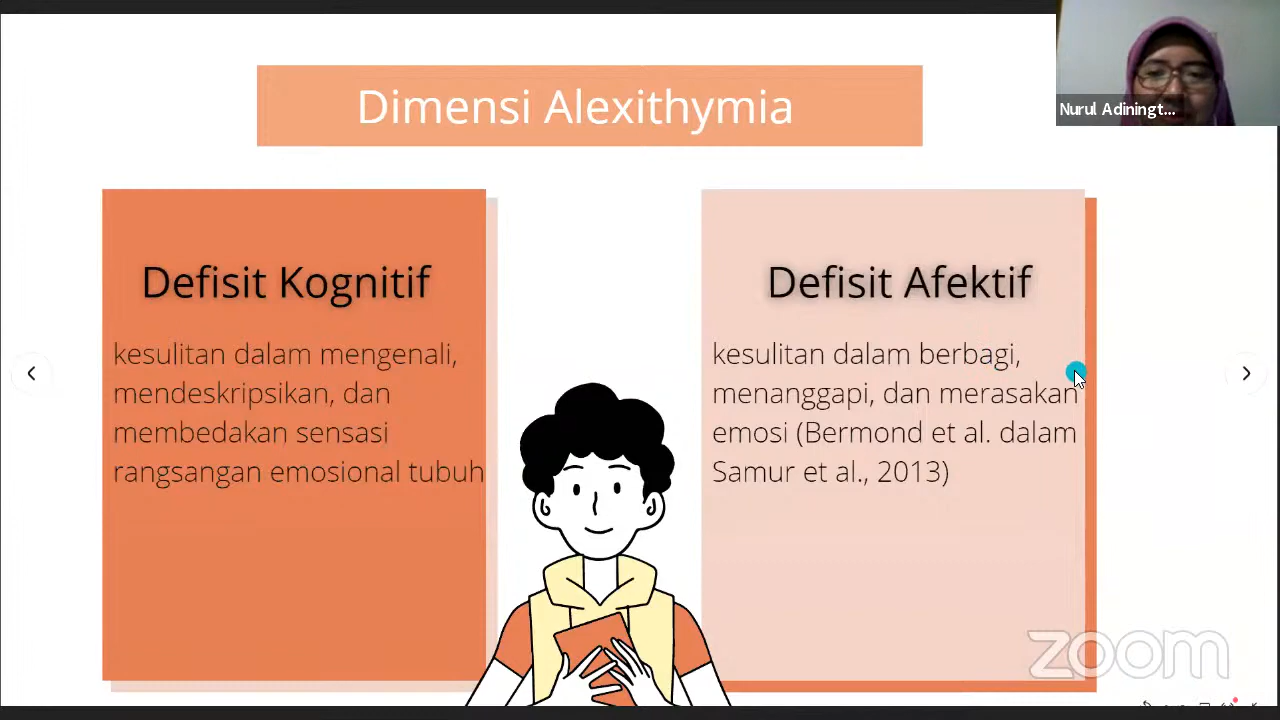 Dimensi Alexithymia
Nurul Adiningt...
Defisit Kognitif
kesulitan dalam mengenali,
mendeskripsikan, dan
membedakan sensasi
rangsangan emosional tubuh
Defisit Afektif
kesulitan dalam berbagi,
menanggapi, dan merasakan
emosi (Bermond et al. dalam
Samur et al., 2013)
zoom